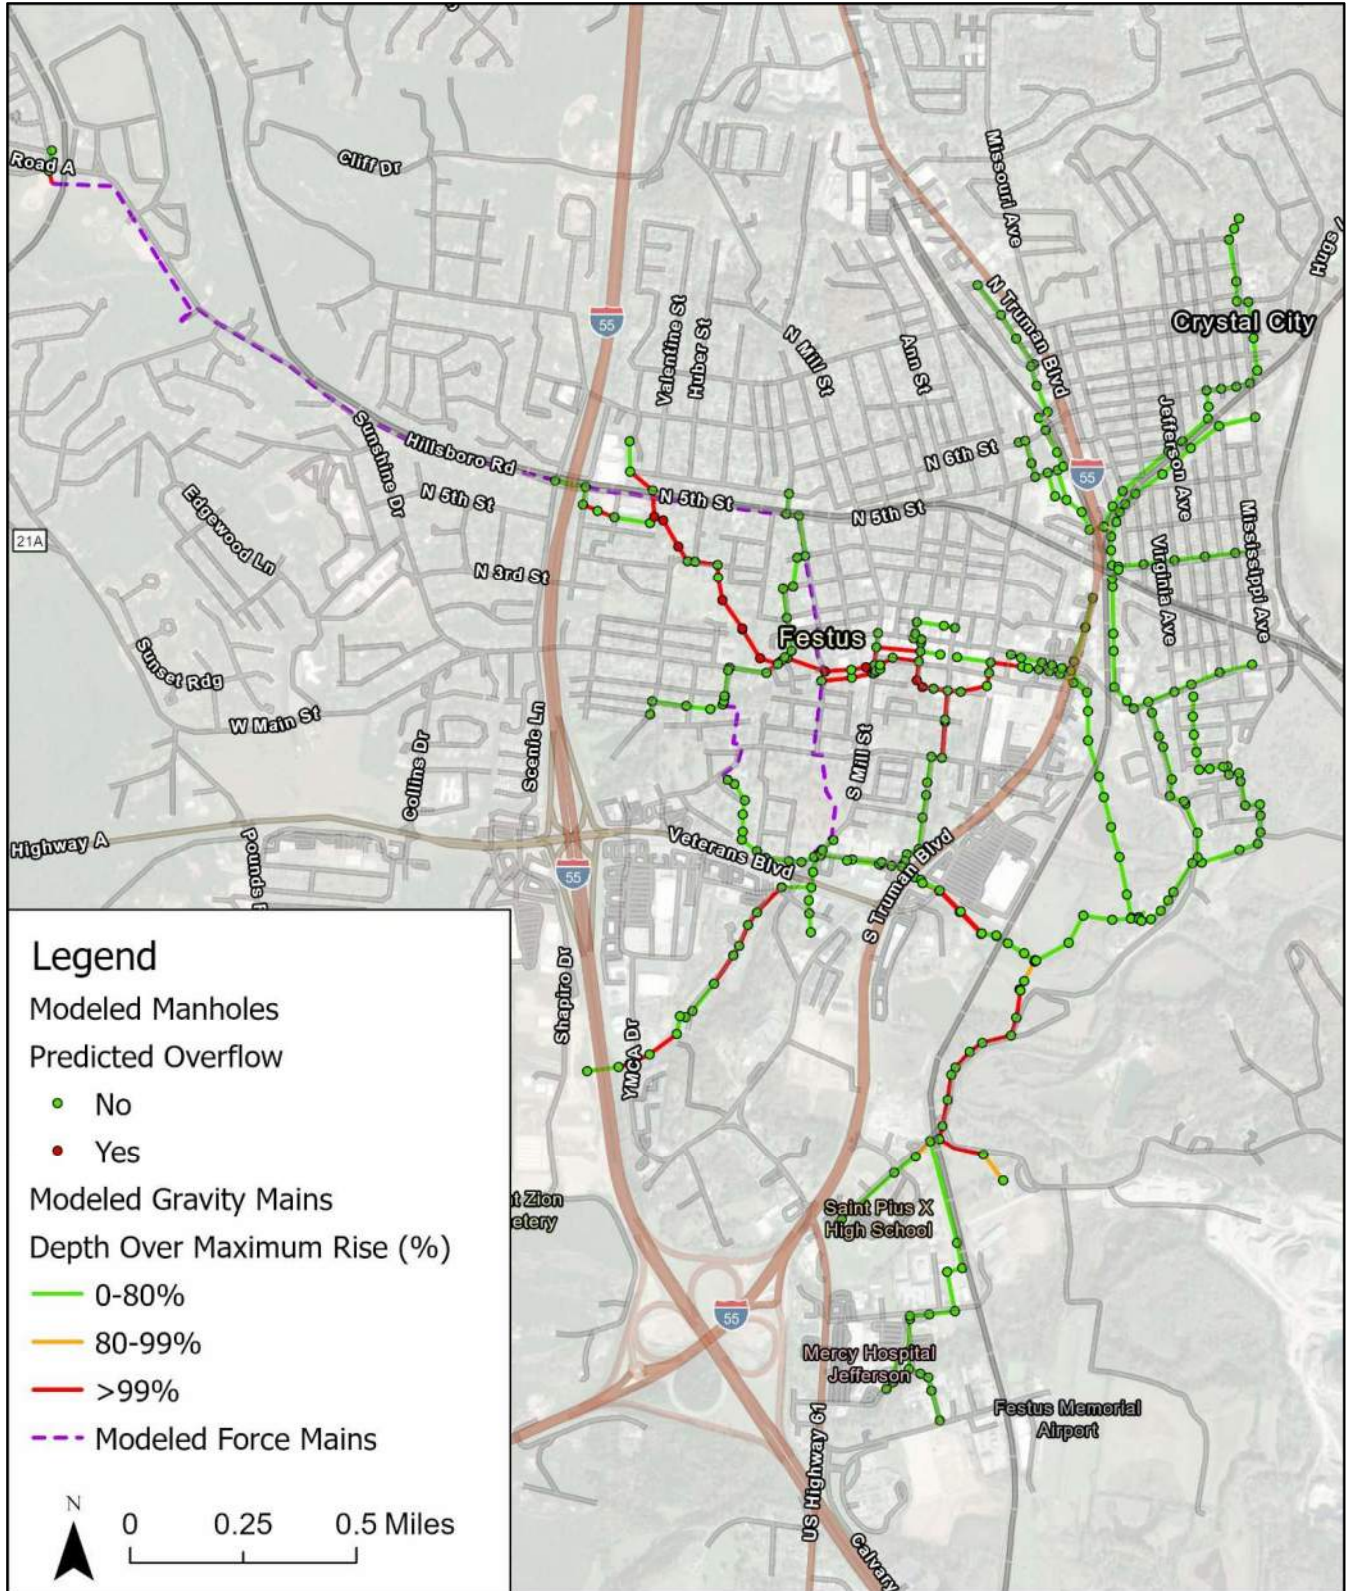 Road A
Cliff Dr
Missouri Ave
Hugs
Crystal City
N Truman Blvd
55
Valentine St
Huber St
N Mill St
Ann St
Jefferson Ave
Sunshine Dr
Hillsboro Rd
N 6th St
55
N 5th St
N 5th St
N 5th St
Edgewood Ln
21A
N 3rd St
Virginia Ave
Mississippi Ave
Festus
Sunset Rdg
W Main St
Scenic Ln
Collins Dr
S Mill St
Highway A
Pounds
Veterans Blvd
55
S Truman Blvd
Shapiro Dr
YMCA Dr
Saint Pius X
High School
55
Mercy Hospital
Jefferson
Festus Memorial
Airport
US Highway 61
Calvary
Legend
Modeled Manholes
Predicted Overflow
No
Yes
Modeled Gravity Mains
Depth Over Maximum Rise (%)
0-80%
80-99%
>99%
Modeled Force Mains
N
0 0.25 0.5 Miles